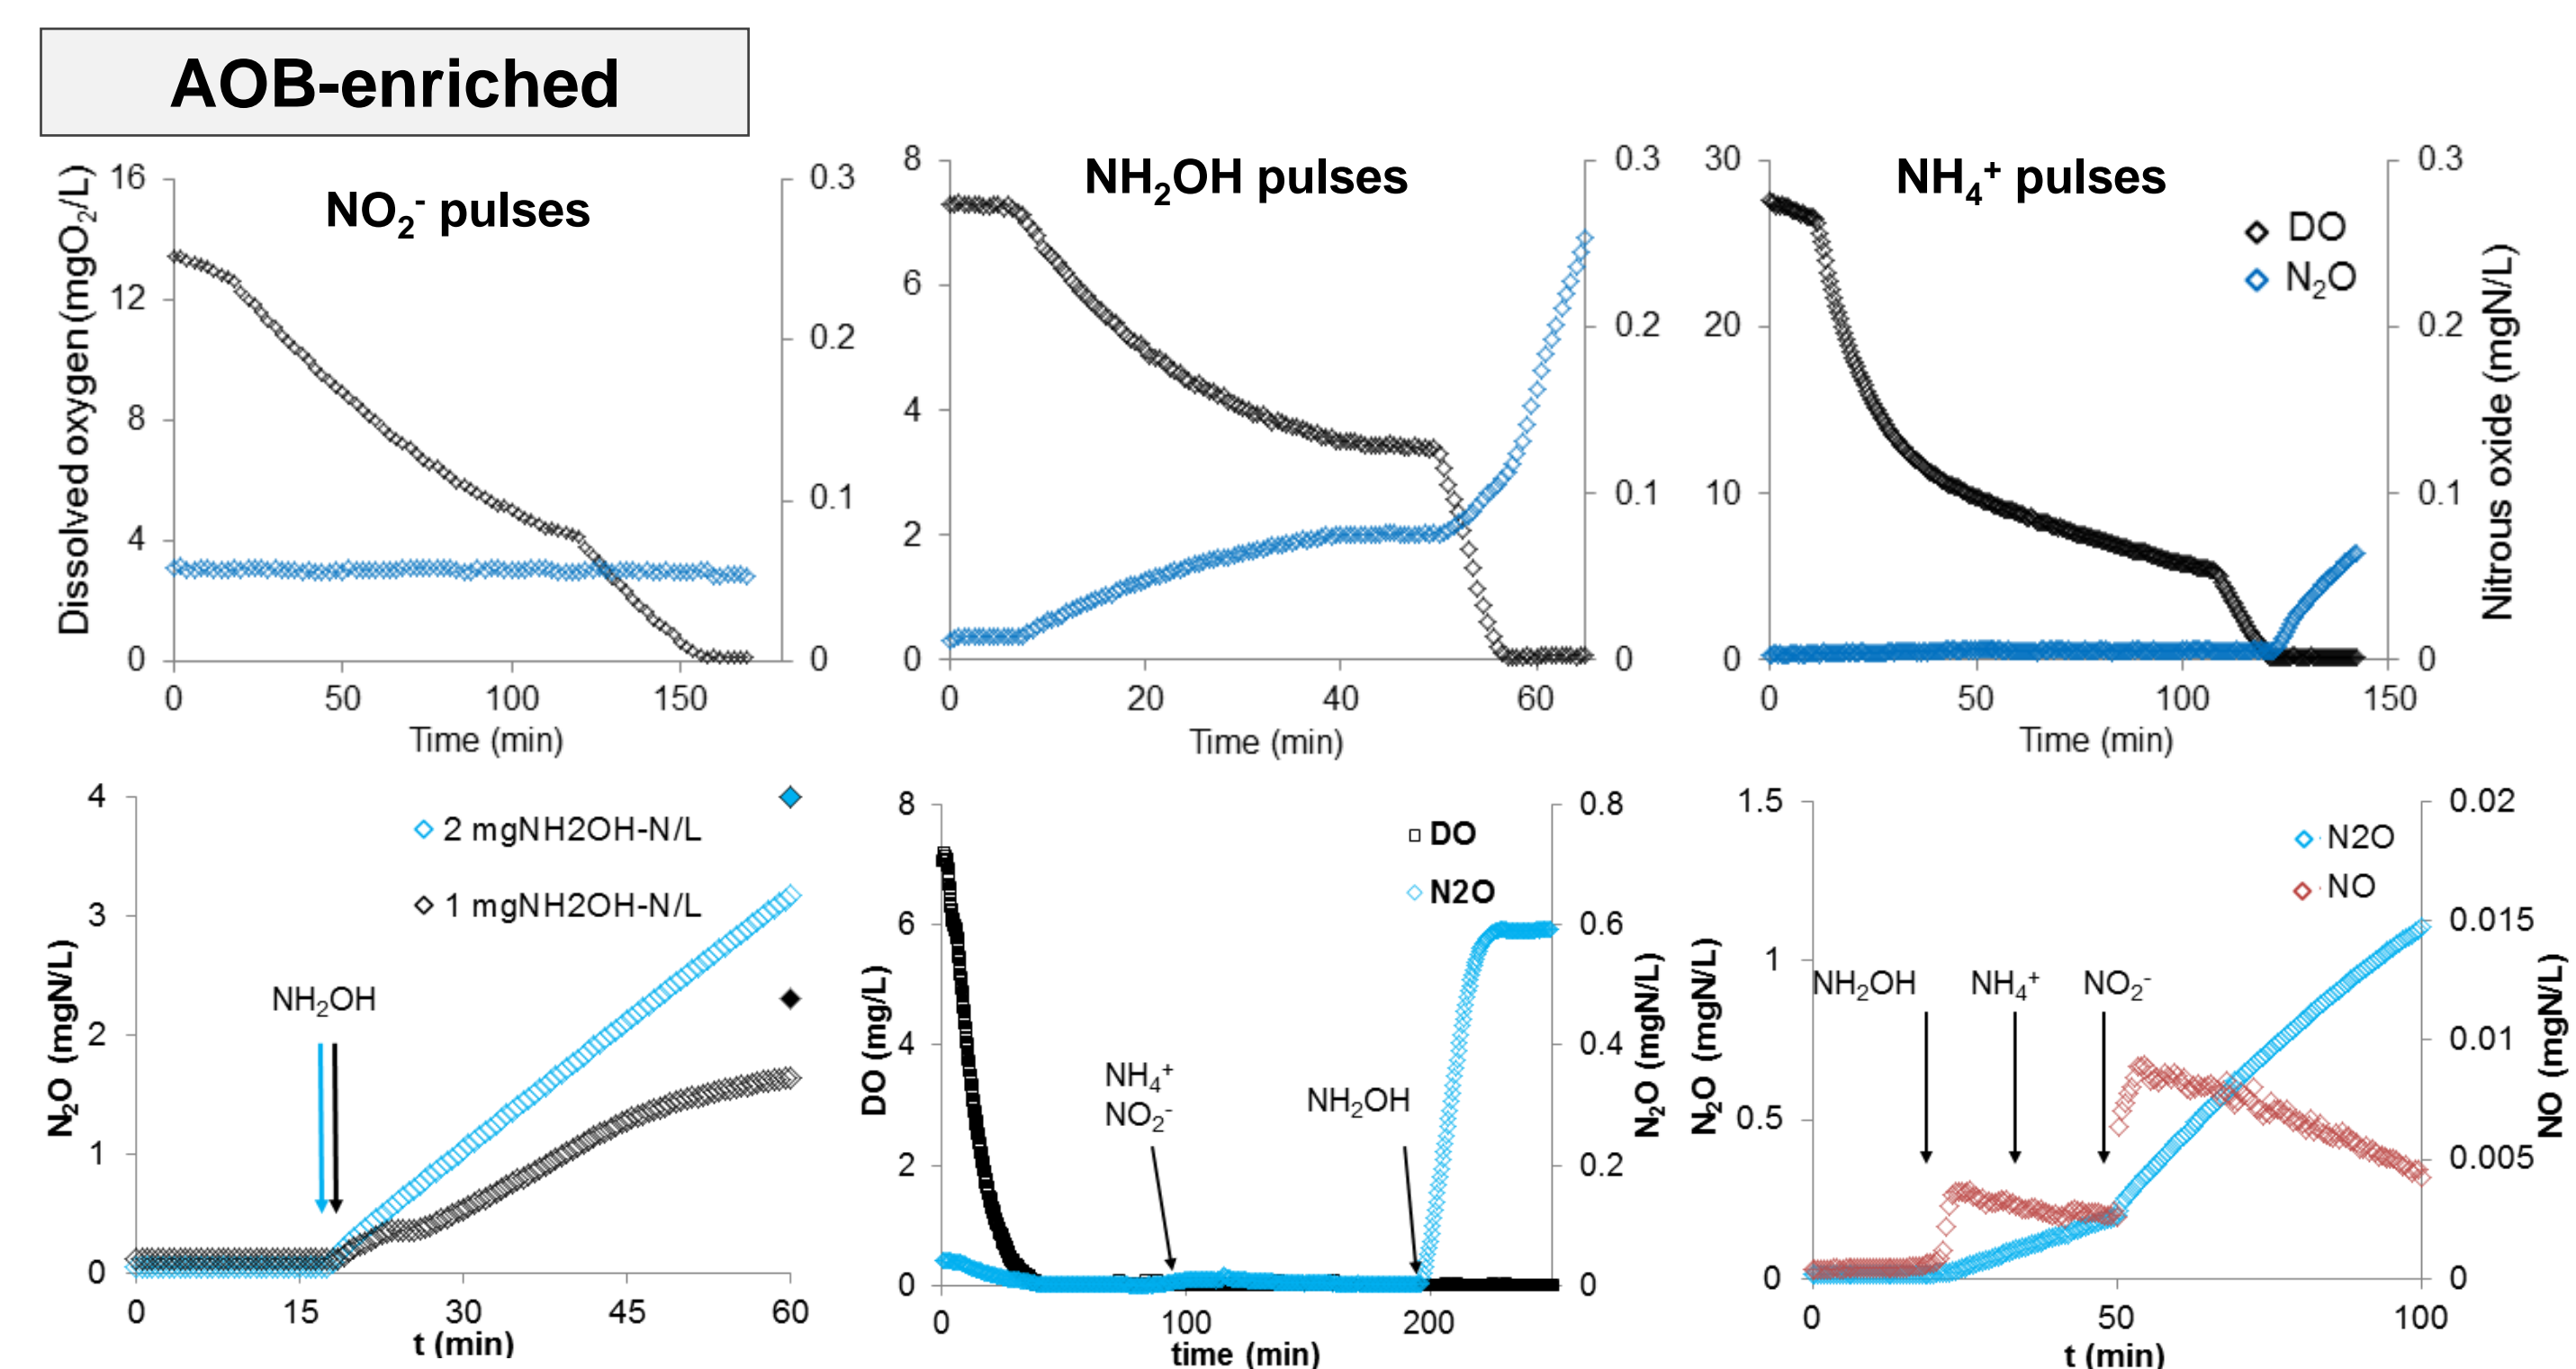 AOB-enriched
NO₂⁻ pulses
Dissolved oxygen (mgO₂/L)
16
12
8
4
0
0.3
0.2
0.1
0
0
50
100
150
Time (min)
NH₂OH pulses
8
6
4
2
0
0.3
0.2
0.1
0
0
20
40
60
Time (min)
NH₄⁺ pulses
DO
N₂O
30
20
10
0
0.3
0.2
0.1
0
Nitrous oxide (mgN/L)
0
50
100
150
Time (min)
N₂O (mgN/L)
4
3
2
1
0
2 mgNH2OH-N/L
1 mgNH2OH-N/L
NH₂OH
0
15
30
45
60
t (min)
DO (mg/L)
8
6
4
2
0
DO
N2O
NH₄⁺
NO₂⁻
NH₂OH
0.8
0.6
0.4
0.2
0
N₂O (mgN/L)
0
100
200
time (min)
N₂O (mgN/L)
1.5
1
0.5
0
N2O
NO
NH₂OH
NH₄⁺
NO₂⁻
0.02
0.015
0.01
0.005
0
NO (mgN/L)
0
50
100
t (min)